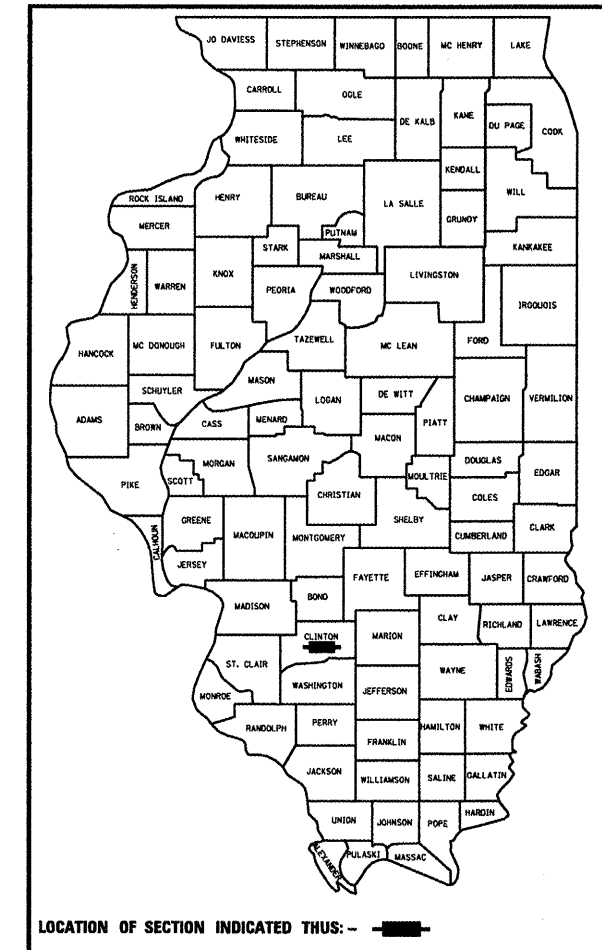 JO DAVIESS
STEPHENSON
WINNEBAGO
BOONE
MC HENRY
LAKE
CARROLL
OGLE
DE KALB
KANE
DU PAGE
COOK
WHITESIDE
LEE
KENDALL
WILL
ROCK ISLAND
HENRY
BUREAU
LA SALLE
GRUNDY
MERCER
PUTNAM
STARK
MARSHALL
KANKAKEE
HENDERSON
WARREN
KNOX
PEORIA
WOODFORD
LIVINGSTON
IROQUOIS
HANCOCK
MC DONOUGH
FULTON
TAZEWELL
MC LEAN
FORD
SCHUYLER
MASON
LOGAN
DE WITT
CHAMPAIGN
VERMILION
ADAMS
BROWN
CASS
MENARD
PIATT
MACON
PIKE
SCOTT
MORGAN
SANGAMON
MOULTRIE
DOUGLAS
EDGAR
CHRISTIAN
COLES
CALHOUN
GREENE
MACOUPIN
MONTGOMERY
SHELBY
CUMBERLAND
CLARK
JERSEY
FAYETTE
EFFINGHAM
JASPER
CRAWFORD
MADISON
BOND
CLAY
RICHLAND
LAWRENCE
CLINTON
MARION
ST. CLAIR
WAYNE
EDWARDS
WABASH
MONROE
WASHINGTON
JEFFERSON
RANDOLPH
PERRY
HAMILTON
WHITE
FRANKLIN
JACKSON
WILLIAMSON
SALINE
GALLATIN
UNION
JOHNSON
POPE
HARDIN
ALEXANDER
PULASKI
MASSAC
LOCATION OF SECTION INDICATED THUS: -